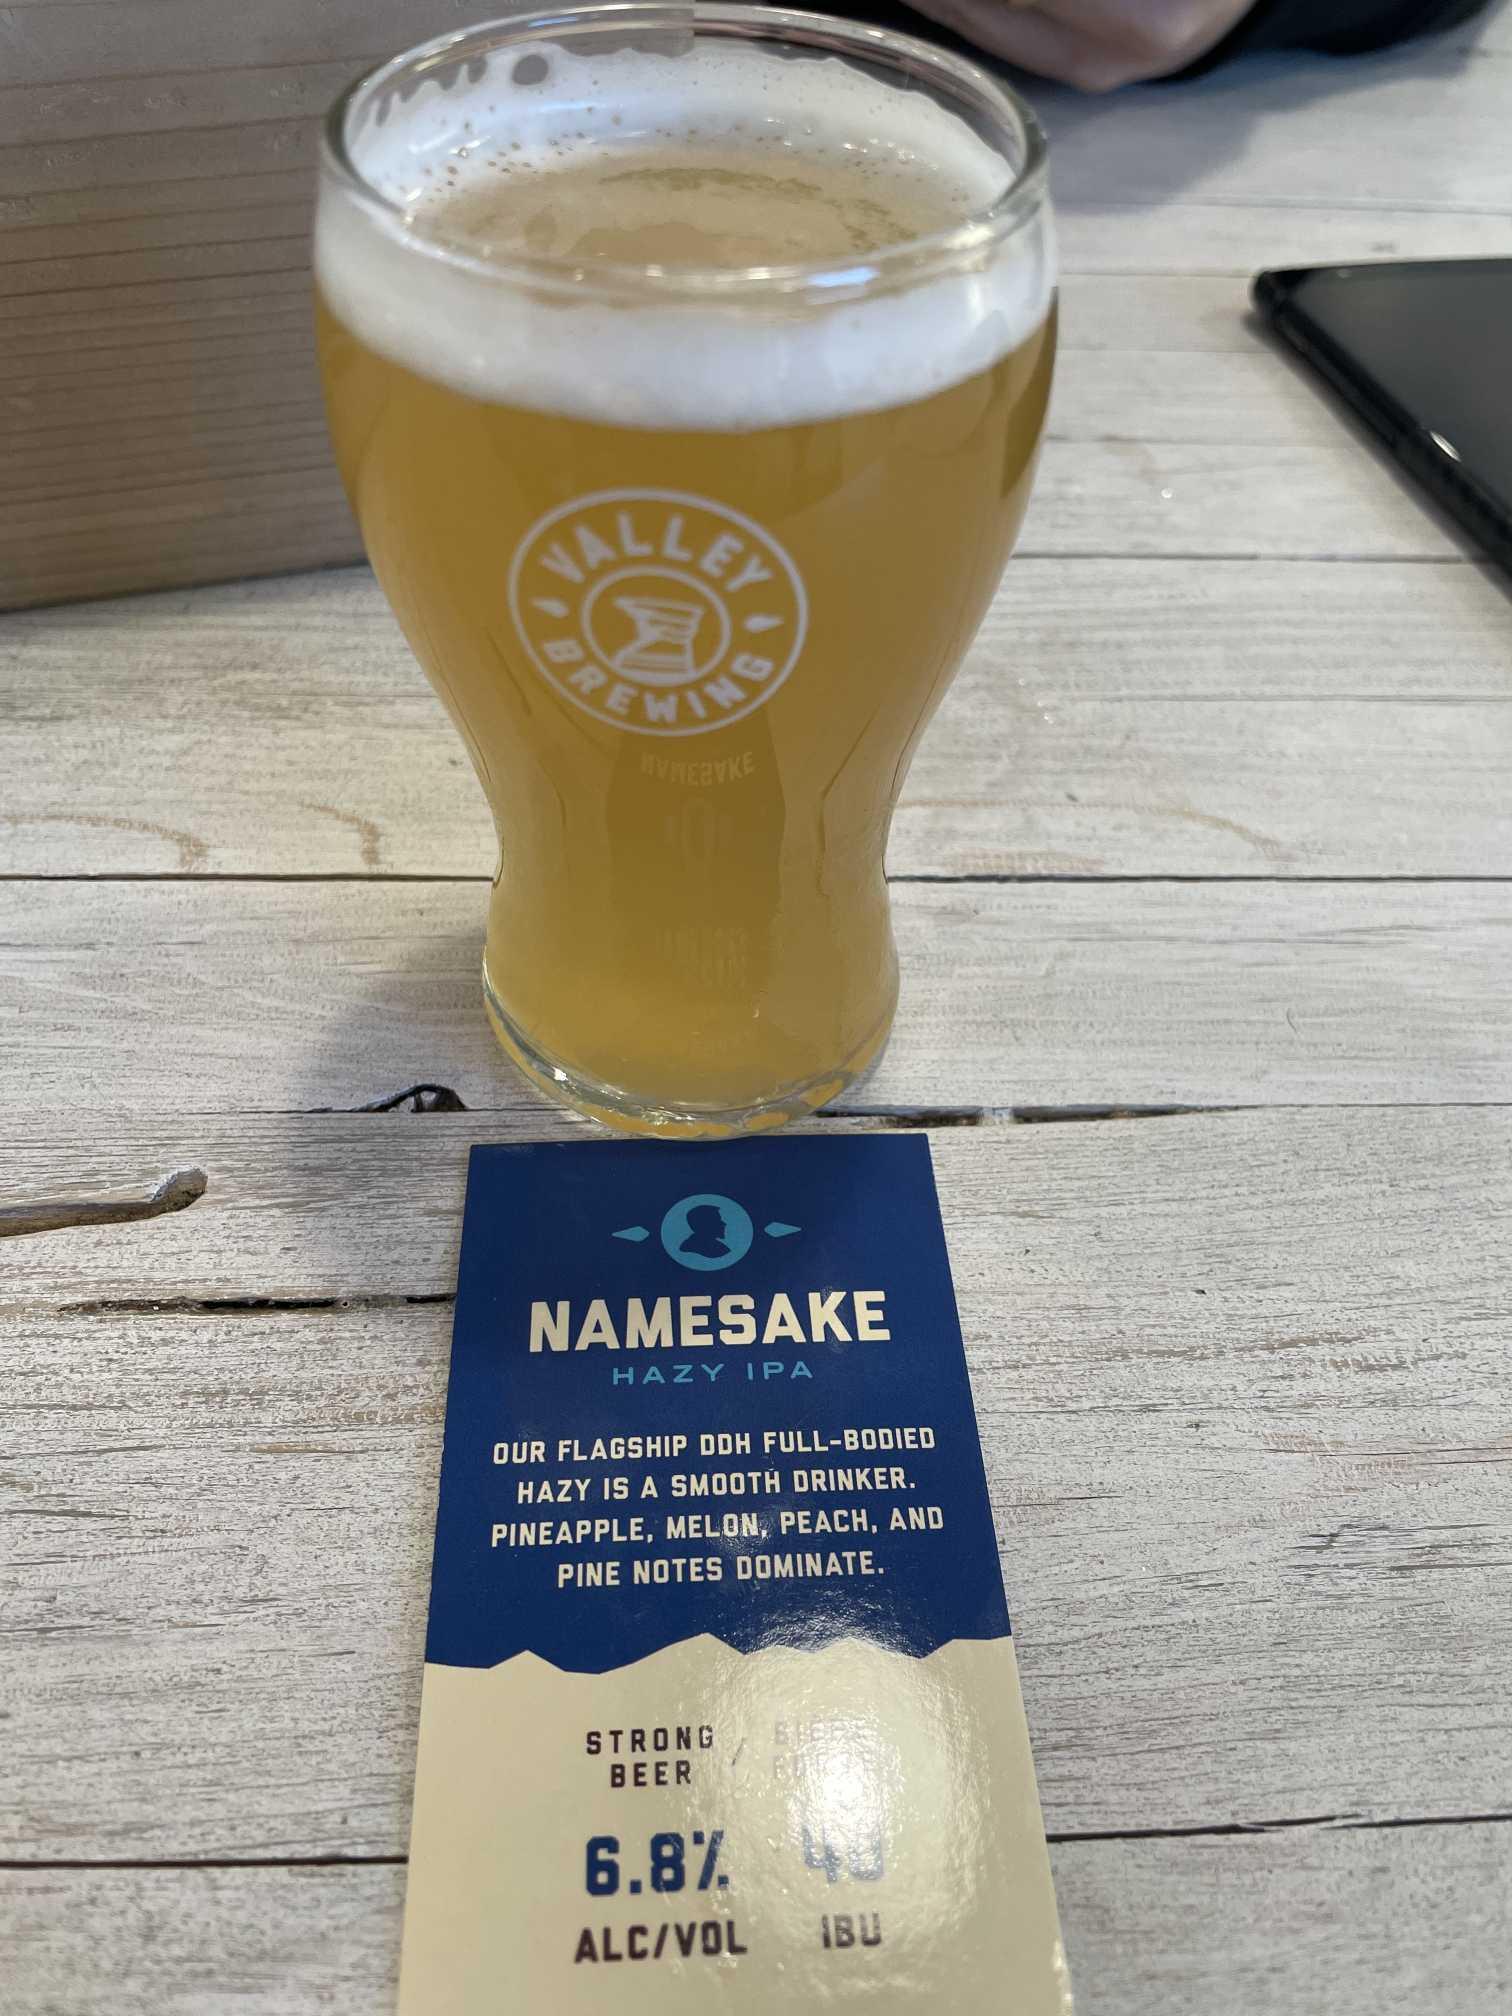 VALLEY
BREWING
NAMESAKE
NAMESAKE
HAZY IPA
OUR FLAGSHIP DDH FULL-BODIED
HAZY IS A SMOOTH DRINKER.
PINEAPPLE, MELON, PEACH, AND
PINE NOTES DOMINATE.
STRONG / BIERE
BEER
6.8%
ALC/VOL IBU